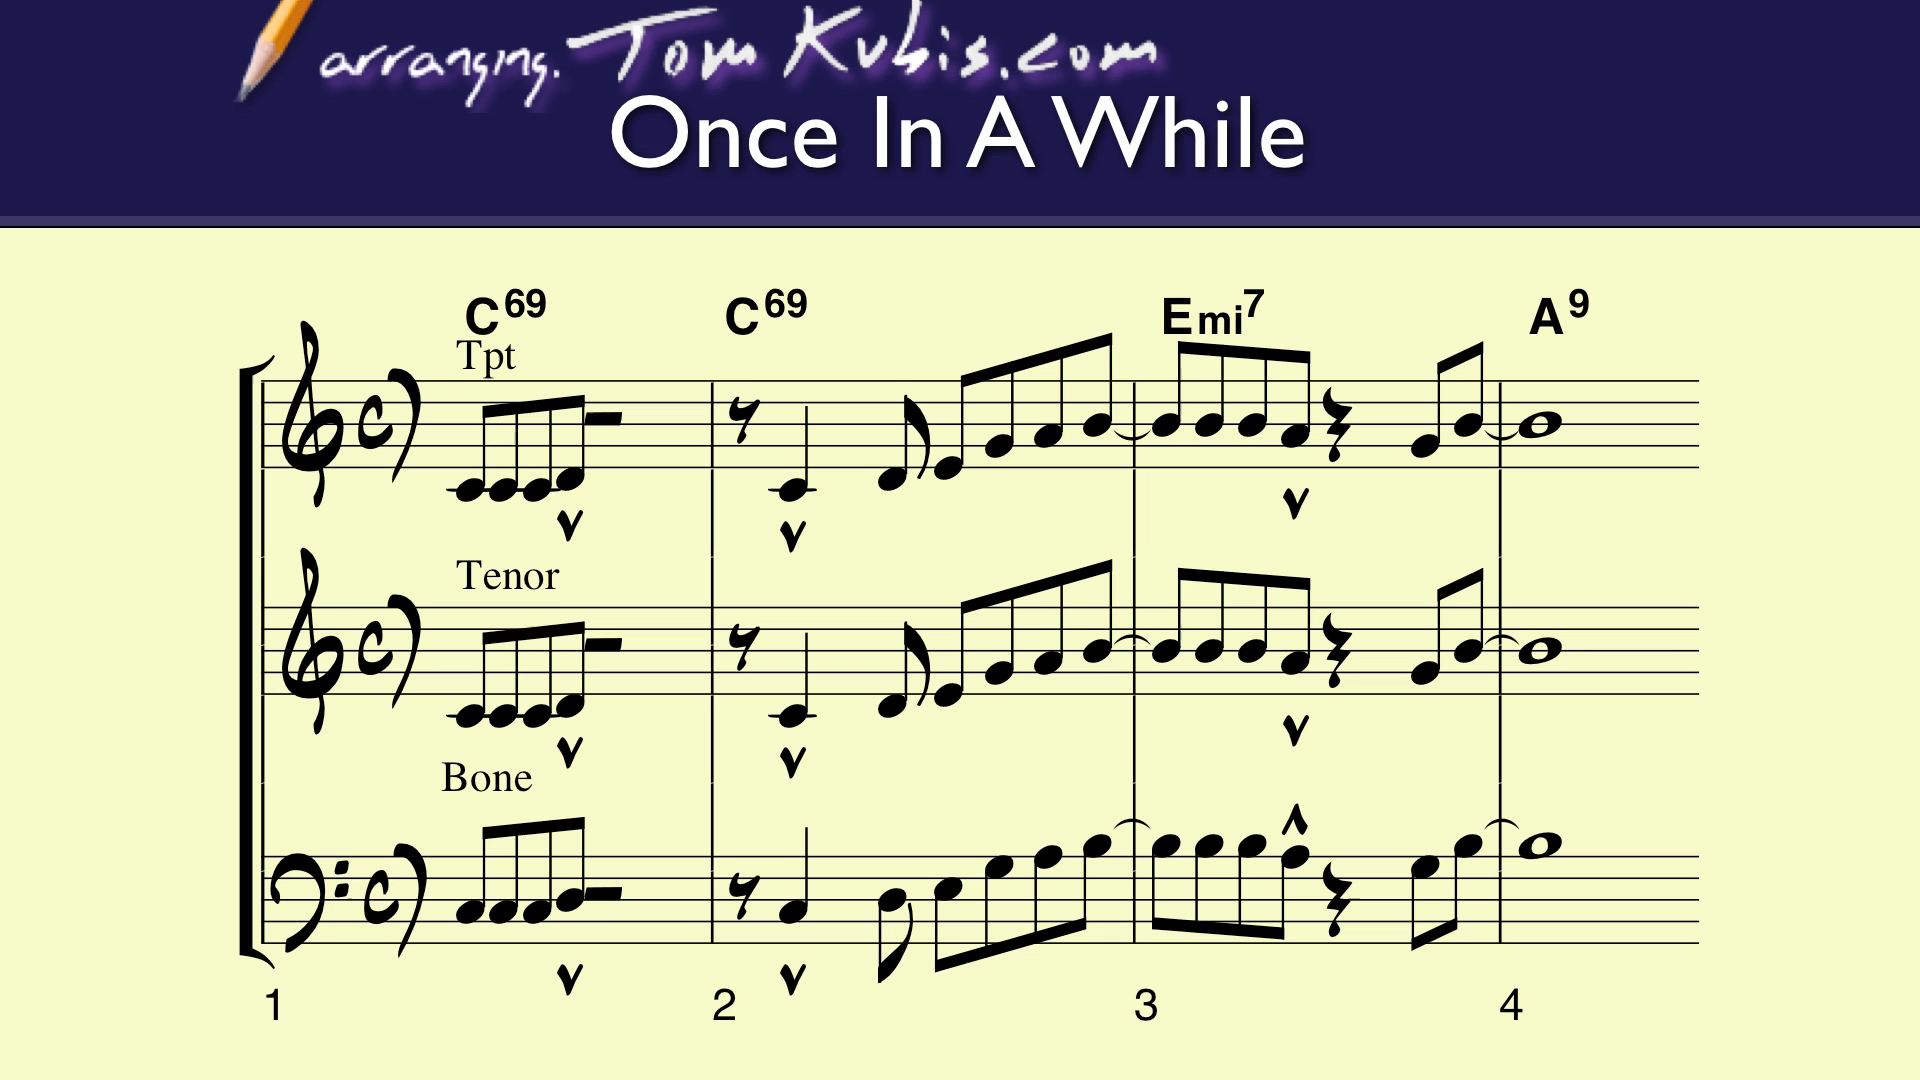 arranging.TomKubis.com
Once In A While
C69 C69 Emi7 A9
Tpt
Tenor
Bone
1 2 3 4